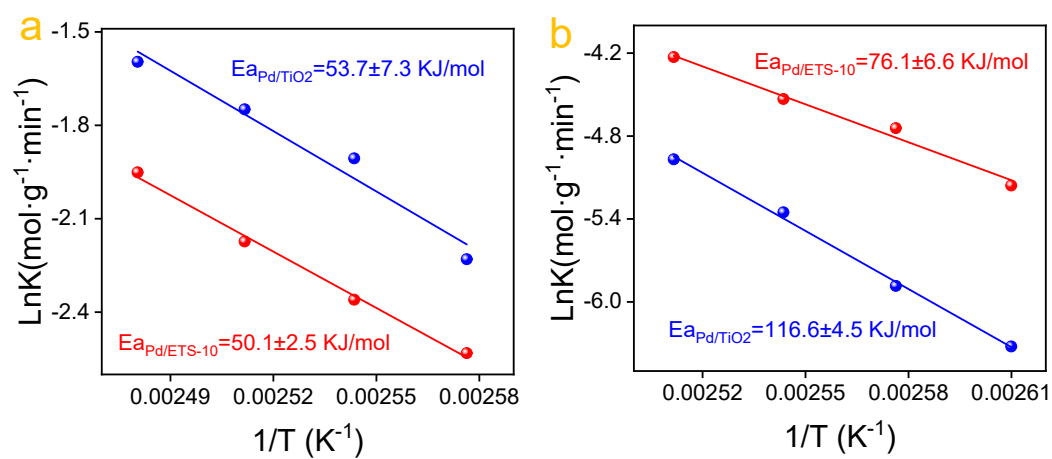 a
-1.5
-1.8
-2.1
-2.4
LnK(mol·g⁻¹·min⁻¹)
Ea_Pd/TiO2=53.7±7.3 KJ/mol
Ea_Pd/ETS-10=50.1±2.5 KJ/mol
0.00249 0.00252 0.00255 0.00258
1/T (K⁻¹)
b
-4.2
-4.8
-5.4
-6.0
LnK(mol·g⁻¹·min⁻¹)
Ea_Pd/ETS-10=76.1±6.6 KJ/mol
Ea_Pd/TiO2=116.6±4.5 KJ/mol
0.00252 0.00255 0.00258 0.00261
1/T (K⁻¹)